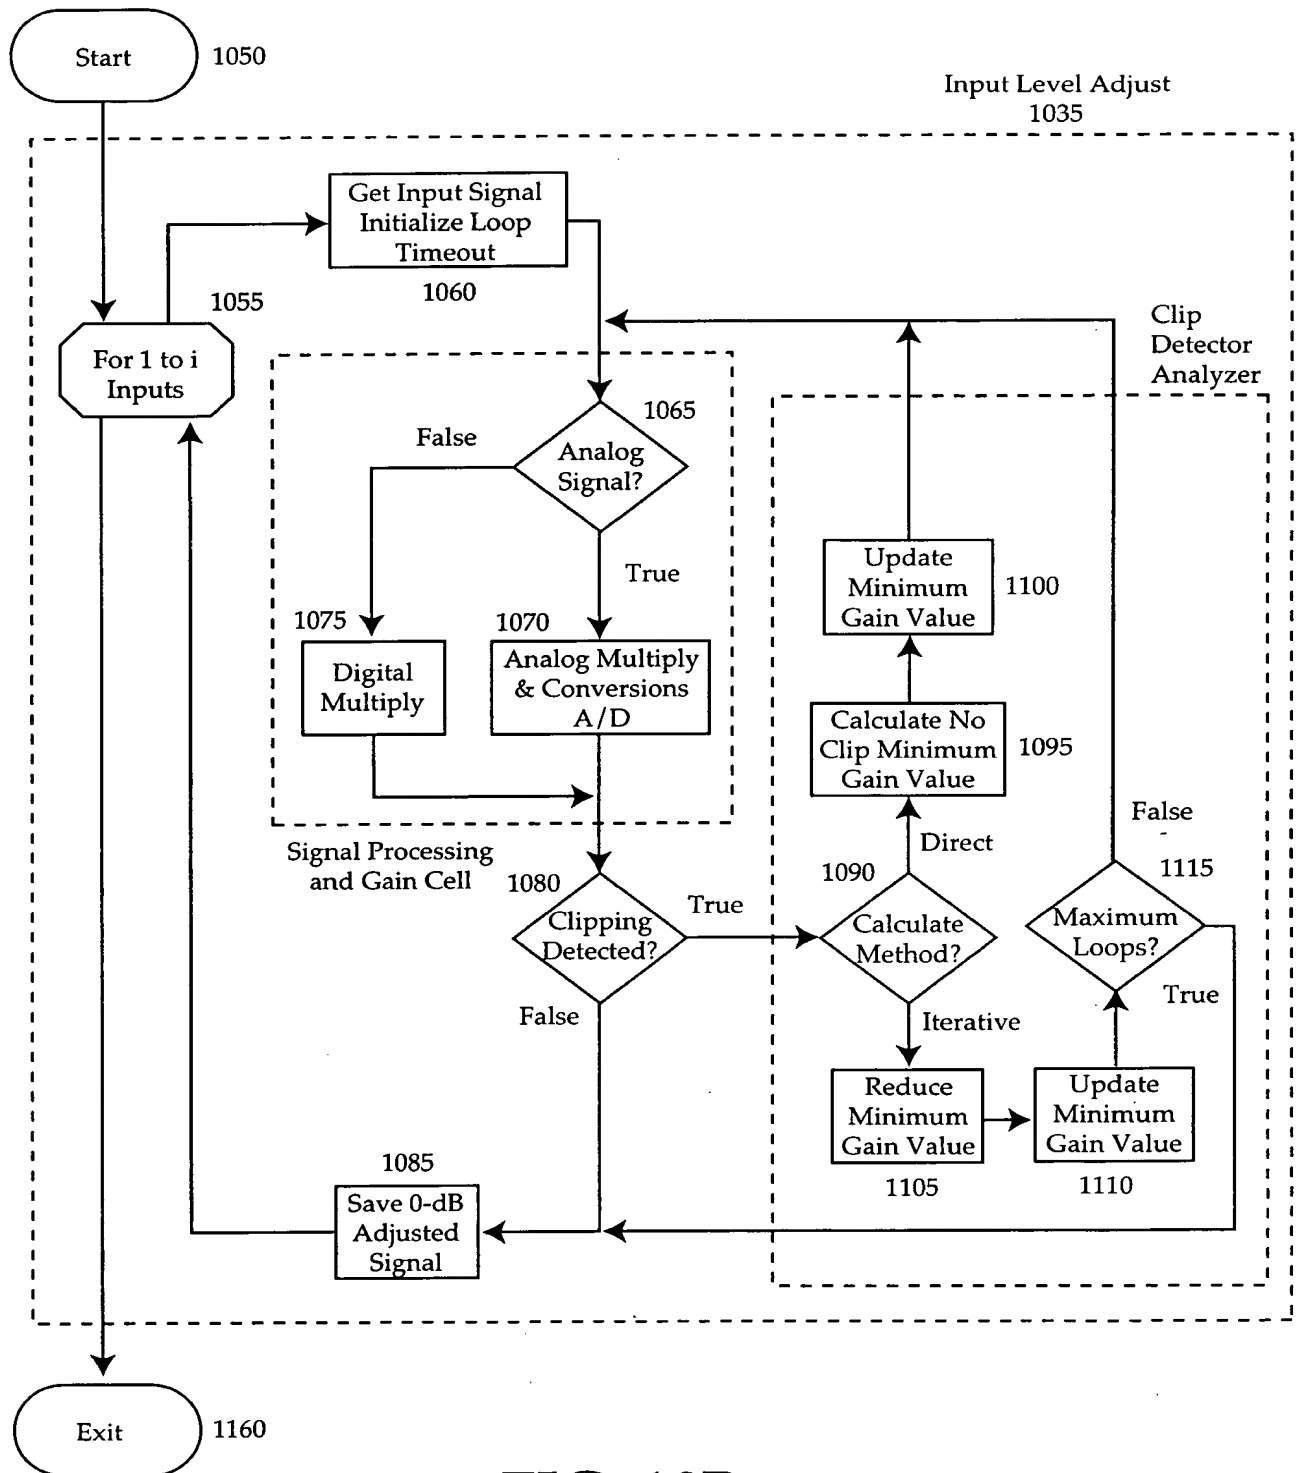 Start
1050
Input Level Adjust
1035
Get Input Signal
Initialize Loop
Timeout
1060
1055
For 1 to i
Inputs
Clip
Detector
Analyzer
1065
False
Analog
Signal?
True
1075
Digital
Multiply
1070
Analog Multiply
& Conversions
A/D
Signal Processing
and Gain Cell
1080
Clipping
Detected?
True
False
Update
Minimum
Gain Value
1100
Calculate No
Clip Minimum
Gain Value
1095
Direct
1090
Calculate
Method?
Iterative
False
1115
Maximum
Loops?
True
Reduce
Minimum
Gain Value
1105
Update
Minimum
Gain Value
1110
1085
Save 0-dB
Adjusted
Signal
Exit
1160